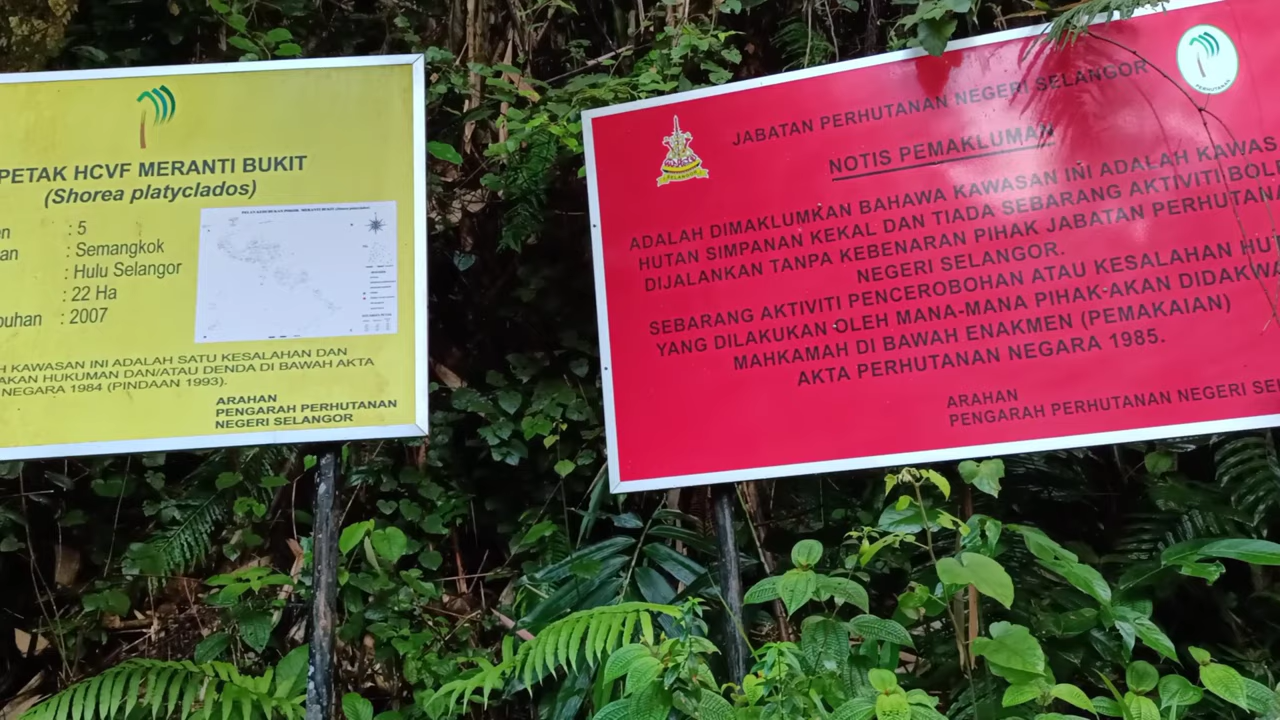 PETAK HCVF MERANTI BUKIT
(Shorea platyclados)
: 5
: Semangkok
: Hulu Selangor
: 22 Ha
: 2007
KAWASAN INI ADALAH SATU KESALAHAN DAN
HUKUMAN DAN/ATAU DENDA DI BAWAH AKTA
NEGARA 1984 (PINDAAN 1993).
ARAHAN
PENGARAH PERHUTANAN
NEGERI SELANGOR
JABATAN PERHUTANAN NEGERI SELANGOR
PERHUTANAN
SELANGOR
NOTIS PEMAKLUMAN
ADALAH DIMAKLUMKAN BAHAWA KAWASAN INI ADALAH
HUTAN SIMPANAN KEKAL DAN TIADA SEBARANG AKTIVITI
DIJALANKAN TANPA KEBENARAN PIHAK JABATAN
NEGERI SELANGOR.
SEBARANG AKTIVITI PENCEROBOHAN ATAU KESALAHAN
YANG DILAKUKAN OLEH MANA-MANA PIHAK AKAN DIDAKWA
MAHKAMAH DI BAWAH ENAKMEN (PEMAKAIAN)
AKTA PERHUTANAN NEGARA 1985.
ARAHAN
PENGARAH PERHUTANAN NEGERI